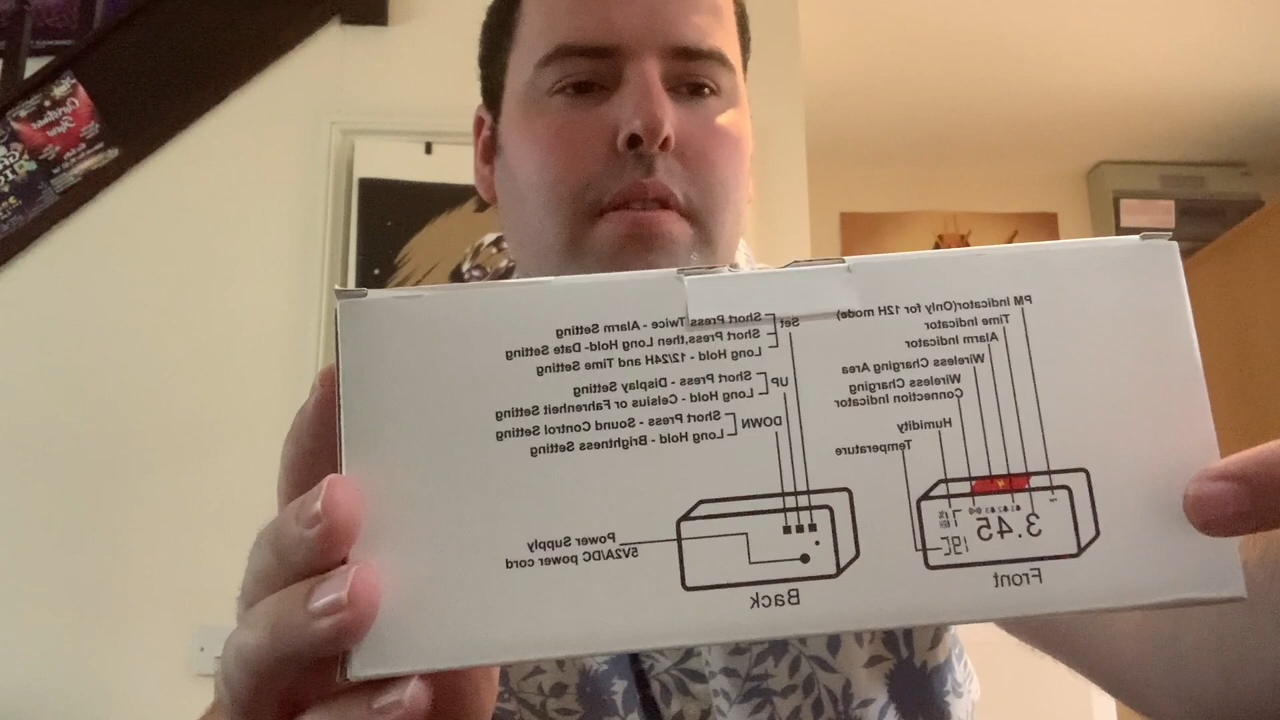 PM Indicator(Only for 12H mode)
Time Indicator
Alarm Indicator
Wireless Charging Area
Wireless Charging
Connection Indicator
Humidity
Temperature
3.45
19C
Front
Set
Short Press Twice - Alarm Setting
Short Press,then Long Hold- Date Setting
Long Hold - 12/24H and Time Setting
UP
Short Press - Display Setting
Long Hold - Celsius or Fahrenheit Setting
DOWN
Short Press - Sound Control Setting
Long Hold - Brightness Setting
Power Supply
5V2A/DC power cord
Back
Christmas